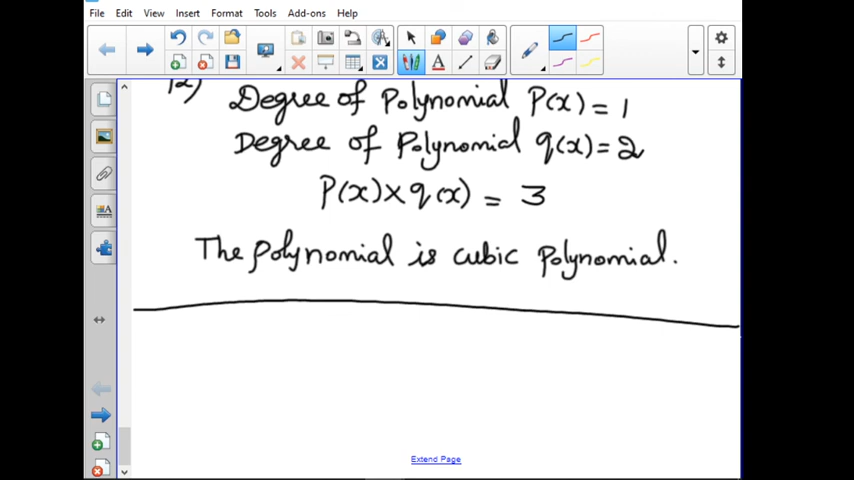 File Edit View Insert Format Tools Add-ons Help
12)
Degree of Polynomial P(x) = 1
Degree of Polynomial q(x) = 2
P(x) × q(x) = 3
The polynomial is cubic polynomial.
Extend Page